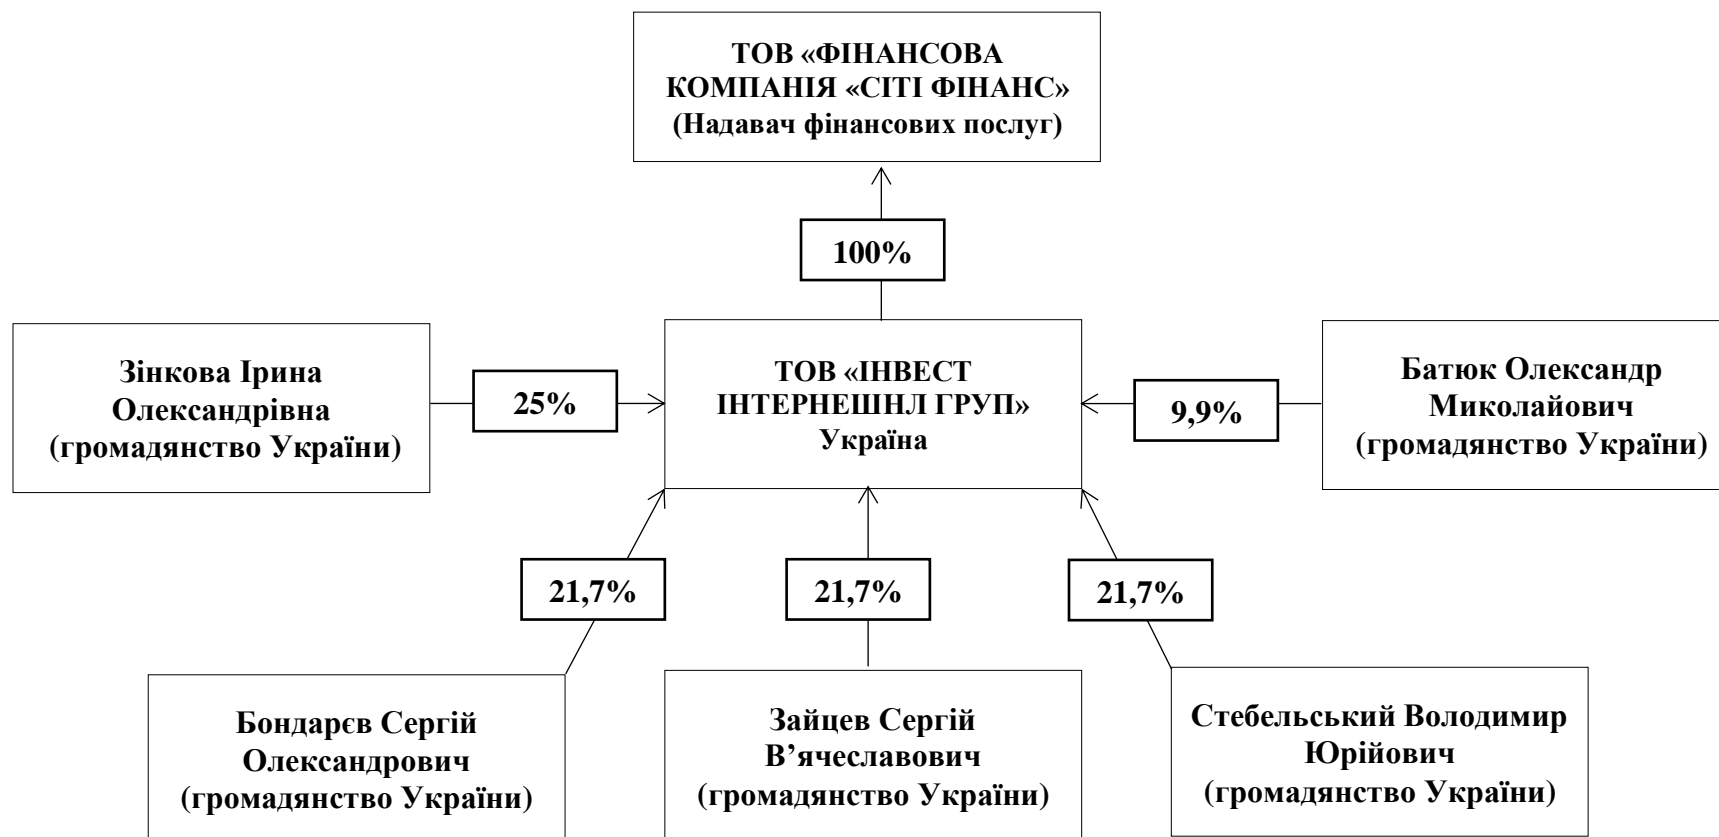 ТОВ «ФІНАНСОВА
КОМПАНІЯ «СІТІ ФІНАНС»
(Надавач фінансових послуг)
100%
Зінкова Ірина
Олександрівна
(громадянство України)
25%
ТОВ «ІНВЕСТ
ІНТЕРНЕШНЛ ГРУП»
Україна
9,9%
Батюк Олександр
Миколайович
(громадянство України)
21,7%
21,7%
21,7%
Бондарєв Сергій
Олександрович
(громадянство України)
Зайцев Сергій
В’ячеславович
(громадянство України)
Стебельський Володимир
Юрійович
(громадянство України)